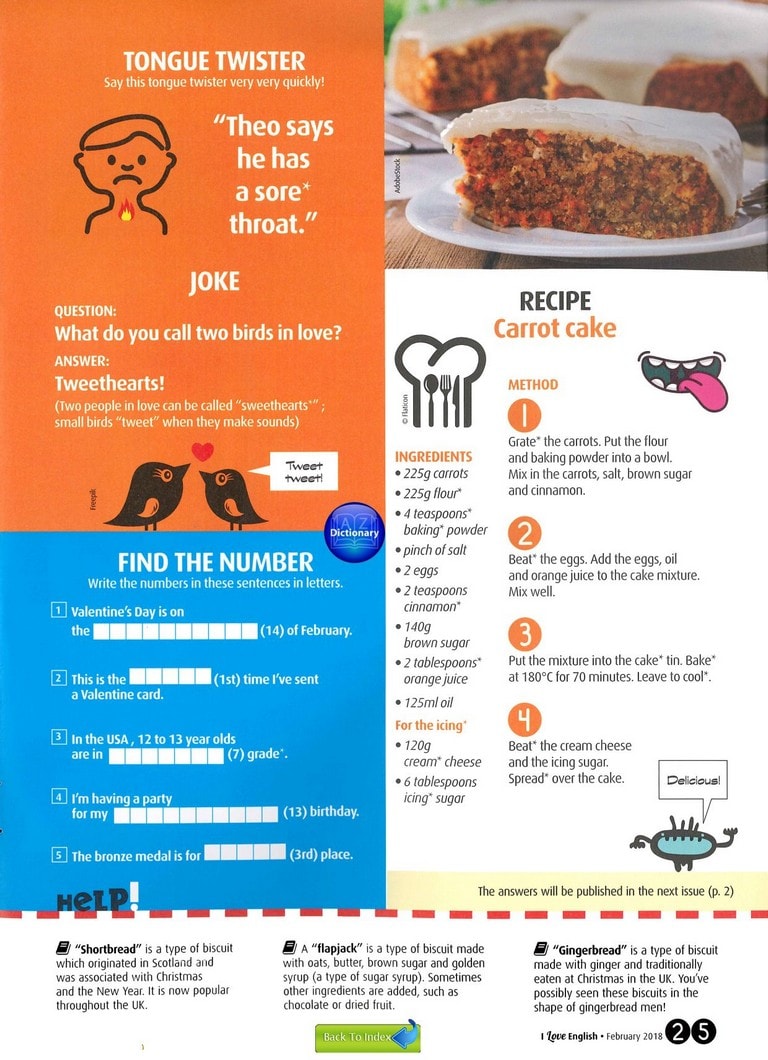 TONGUE TWISTER
Say this tongue twister very very quickly!
“Theo says
he has
a sore*
throat.”
JOKE
QUESTION:
What do you call two birds in love?
ANSWER:
Tweethearts!
(Two people in love can be called “sweethearts*” ;
small birds “tweet” when they make sounds)
Tweet
tweet!
Freepik
AZ
Dictionary
FIND THE NUMBER
Write the numbers in these sentences in letters.
1 Valentine’s Day is on
the (14) of February.
2 This is the (1st) time I’ve sent
a Valentine card.
3 In the USA , 12 to 13 year olds
are in (7) grade*.
4 I’m having a party
for my (13) birthday.
5 The bronze medal is for (3rd) place.
AdobeStock
RECIPE
Carrot cake
© Flaticon
INGREDIENTS
• 225g carrots
• 225g flour*
• 4 teaspoons*
baking* powder
• pinch of salt
• 2 eggs
• 2 teaspoons
cinnamon*
• 140g
brown sugar
• 2 tablespoons*
orange juice
• 125ml oil
For the icing*
• 120g
cream* cheese
• 6 tablespoons
icing* sugar
METHOD
1
Grate* the carrots. Put the flour
and baking powder into a bowl.
Mix in the carrots, salt, brown sugar
and cinnamon.
2
Beat* the eggs. Add the eggs, oil
and orange juice to the cake mixture.
Mix well.
3
Put the mixture into the cake* tin. Bake*
at 180°C for 70 minutes. Leave to cool*.
4
Beat* the cream cheese
and the icing sugar.
Spread* over the cake.
Delicious!
The answers will be published in the next issue (p. 2)
HeLP!
“Shortbread” is a type of biscuit
which originated in Scotland and
was associated with Christmas
and the New Year. It is now popular
throughout the UK.
A “flapjack” is a type of biscuit made
with oats, butter, brown sugar and golden
syrup (a type of sugar syrup). Sometimes
other ingredients are added, such as
chocolate or dried fruit.
“Gingerbread” is a type of biscuit
made with ginger and traditionally
eaten at Christmas in the UK. You’ve
possibly seen these biscuits in the
shape of gingerbread men!
Back To Index
I Love English • February 2018 25